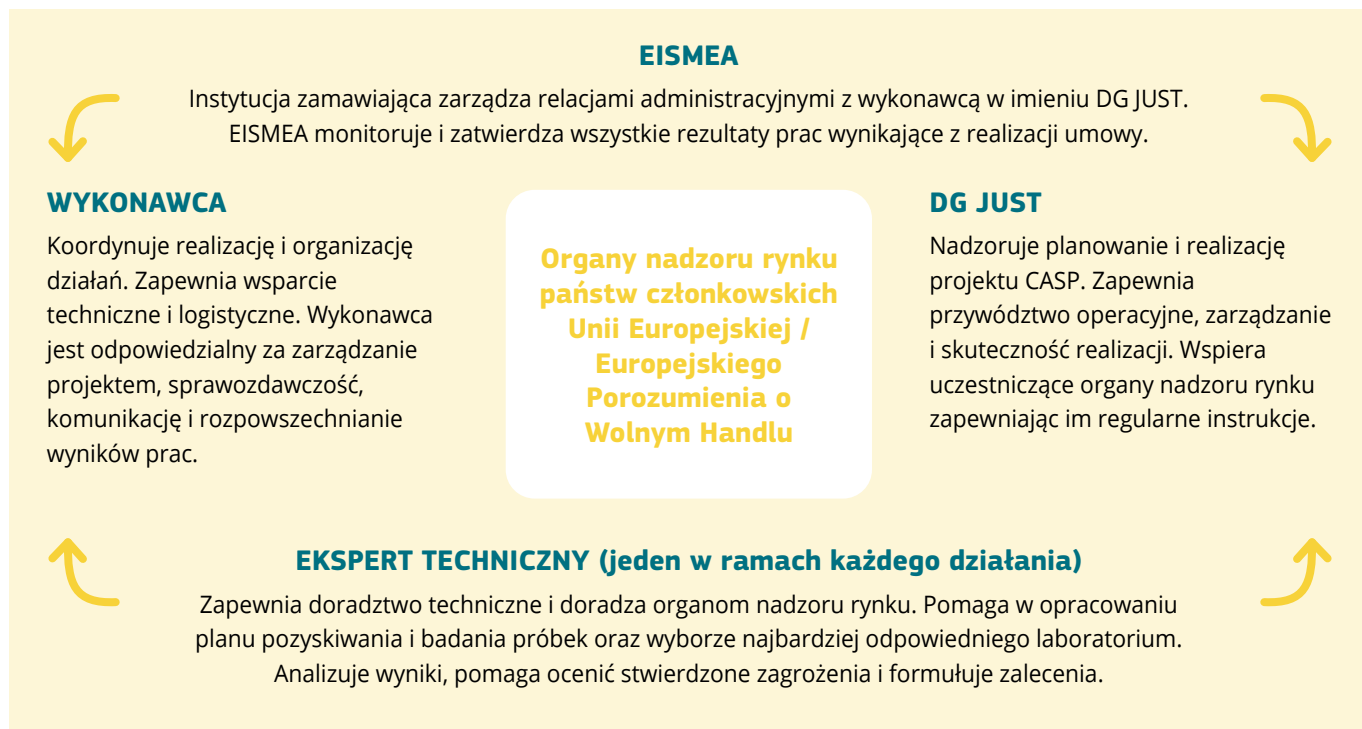 EISMEA
Instytucja zamawiająca zarządza relacjami administracyjnymi z wykonawcą w imieniu DG JUST.
EISMEA monitoruje i zatwierdza wszystkie rezultaty prac wynikające z realizacji umowy.
WYKONAWCA
Koordynuje realizację i organizację
działań. Zapewnia wsparcie
techniczne i logistyczne. Wykonawca
jest odpowiedzialny za zarządzanie
projektem, sprawozdawczość,
komunikację i rozpowszechnianie
wyników prac.
Organy nadzoru rynku
państw członkowskich
Unii Europejskiej /
Europejskiego
Porozumienia o
Wolnym Handlu
DG JUST
Nadzoruje planowanie i realizację
projektu CASP. Zapewnia
przywództwo operacyjne, zarządzanie
i skuteczność realizacji. Wspiera
uczestniczące organy nadzoru rynku
zapewniając im regularne instrukcje.
EKSPERT TECHNICZNY (jeden w ramach każdego działania)
Zapewnia doradztwo techniczne i doradza organom nadzoru rynku. Pomaga w opracowaniu
planu pozyskiwania i badania próbek oraz wyborze najbardziej odpowiedniego laboratorium.
Analizuje wyniki, pomaga ocenić stwierdzone zagrożenia i formułuje zalecenia.